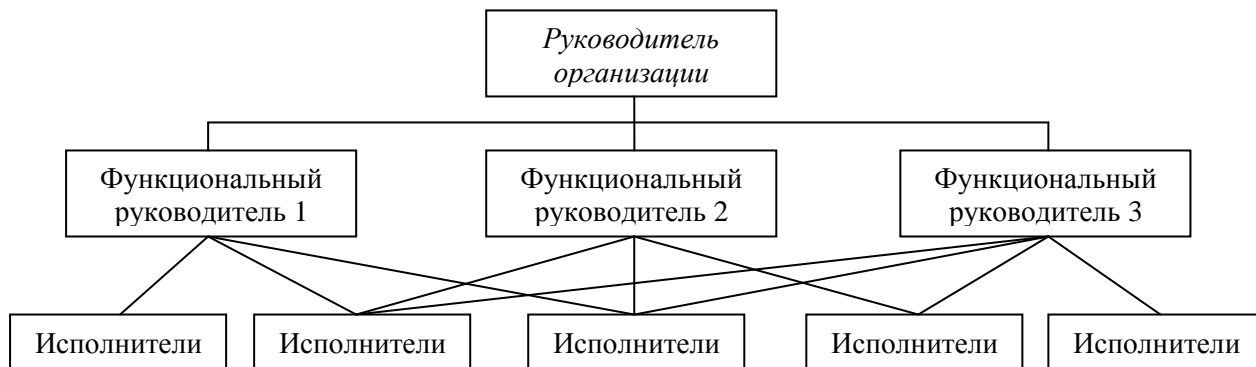 Руководитель
организации
Функциональный
руководитель 1
Функциональный
руководитель 2
Функциональный
руководитель 3
Исполнители
Исполнители
Исполнители
Исполнители
Исполнители